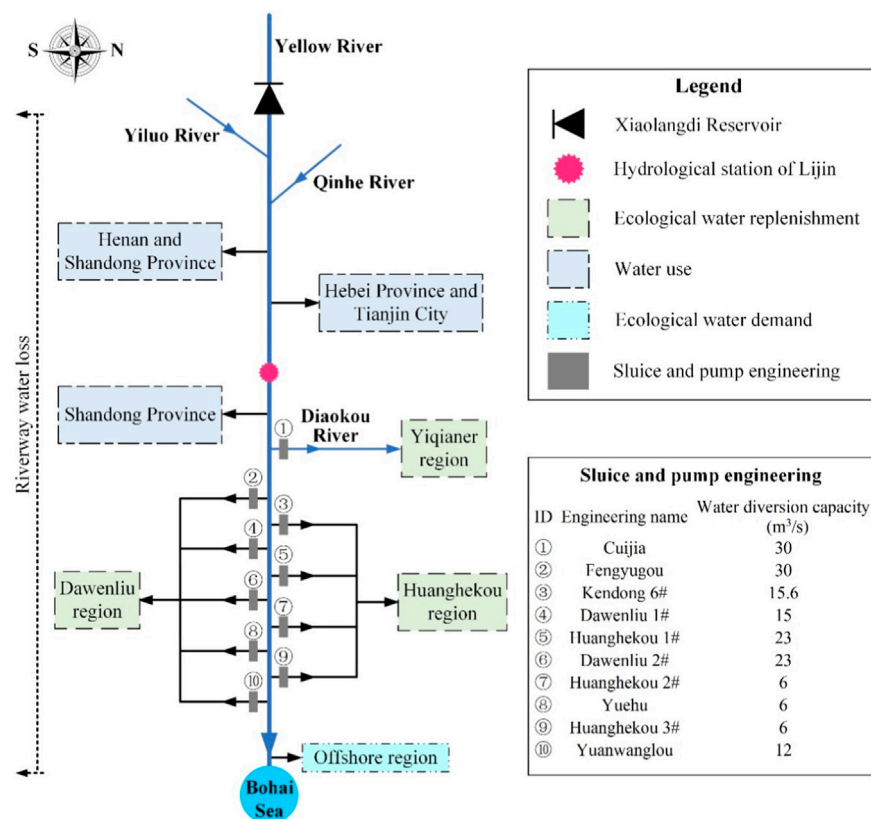 S
N
Yellow River
Yiluo River
Qinhe River
Henan and
Shandong Province
Hebei Province and
Tianjin City
Riverway water loss
Shandong Province
①
Diaokou
River
Yiqianer
region
②
③
④
⑤
Dawenliu
region
⑥
Huanghekou
region
⑦
⑧
⑨
⑩
Offshore region
Bohai
Sea
Legend
Xiaolangdi Reservoir
Hydrological station of Lijin
Ecological water replenishment
Water use
Ecological water demand
Sluice and pump engineering
Sluice and pump engineering
ID Engineering name Water diversion capacity
(m³/s)
① Cuijia 30
② Fengyugou 30
③ Kendong 6# 15.6
④ Dawenliu 1# 15
⑤ Huanghekou 1# 23
⑥ Dawenliu 2# 23
⑦ Huanghekou 2# 6
⑧ Yuehu 6
⑨ Huanghekou 3# 6
⑩ Yuanwanglou 12